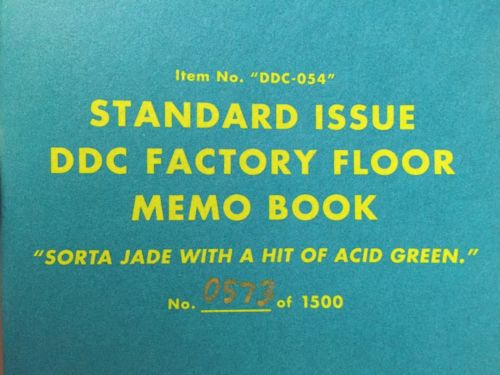 Item No. "DDC-054"
STANDARD ISSUE
DDC FACTORY FLOOR
MEMO BOOK
"SORTA JADE WITH A HIT OF ACID GREEN."
No. 0573 of 1500